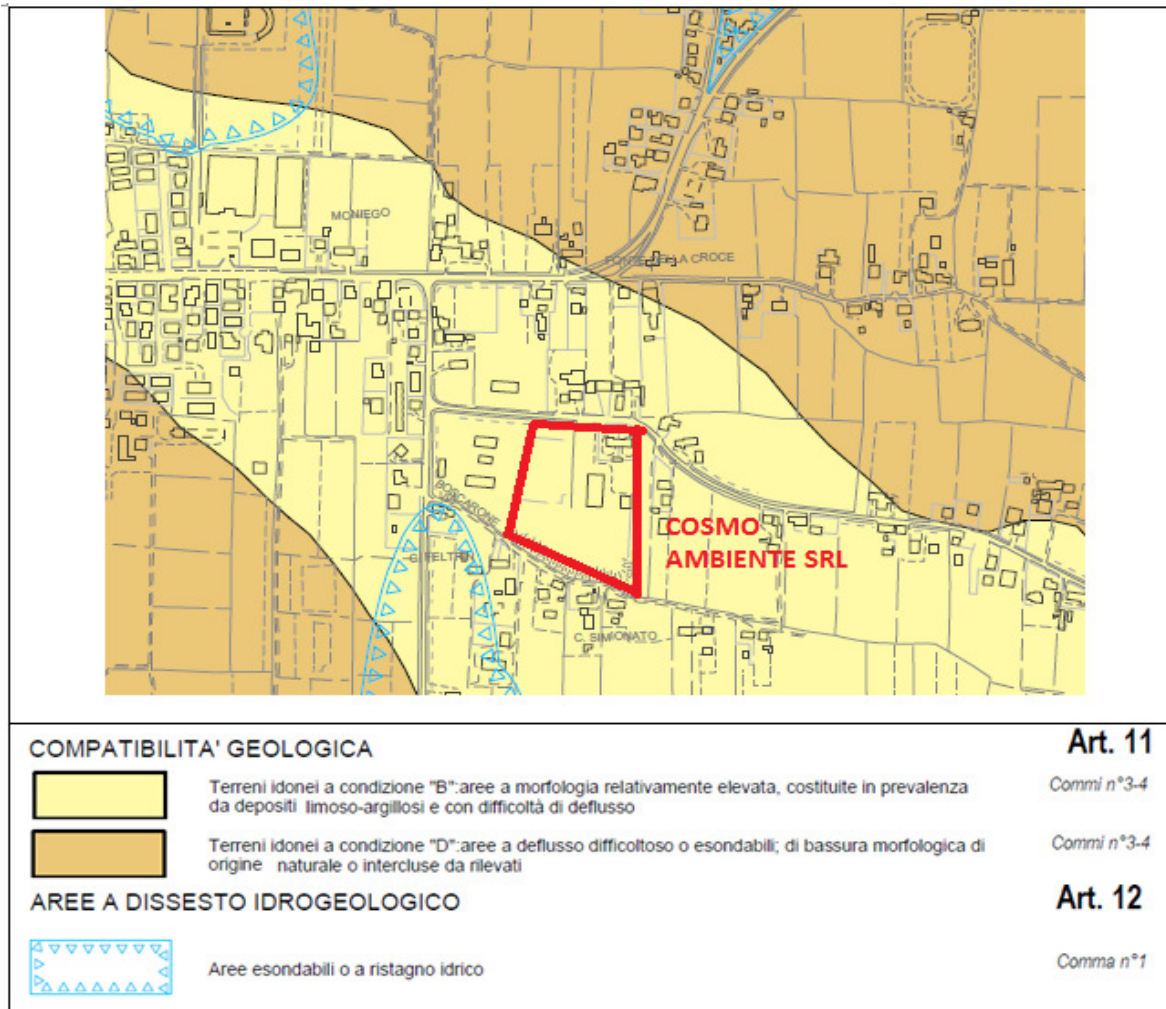 MONIEGO
FONTE DELLA CROCE
COSMO
AMBIENTE SRL
BOSCARONE
C. FELTRIN
C. SIMIONATO
COMPATIBILITA' GEOLOGICA
Art. 11
Terreni idonei a condizione "B":aree a morfologia relativamente elevata, costituite in prevalenza
da depositi limoso-argillosi e con difficoltà di deflusso
Commi n°3-4
Terreni idonei a condizione "D":aree a deflusso difficoltoso o esondabili; di bassura morfologica di
origine naturale o intercluse da rilevati
Commi n°3-4
AREE A DISSESTO IDROGEOLOGICO
Art. 12
Aree esondabili o a ristagno idrico
Comma n°1